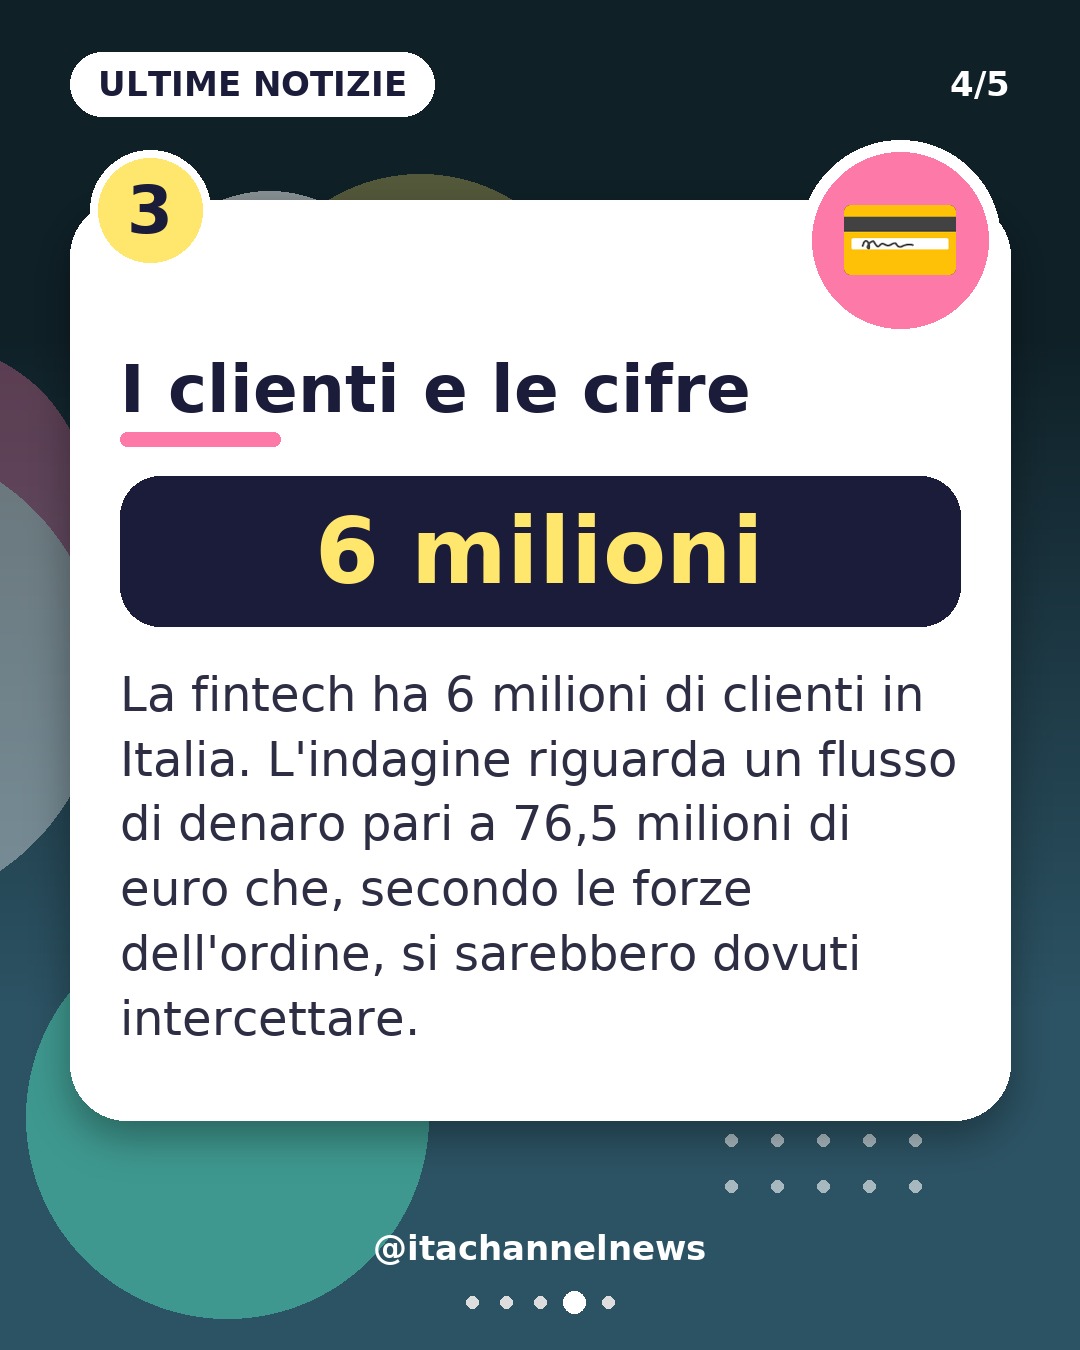 ULTIME NOTIZIE
4/5
3
I clienti e le cifre
6 milioni
La fintech ha 6 milioni di clienti in
Italia. L'indagine riguarda un flusso
di denaro pari a 76,5 milioni di
euro che, secondo le forze
dell'ordine, si sarebbero dovuti
intercettare.
@itachannelnews